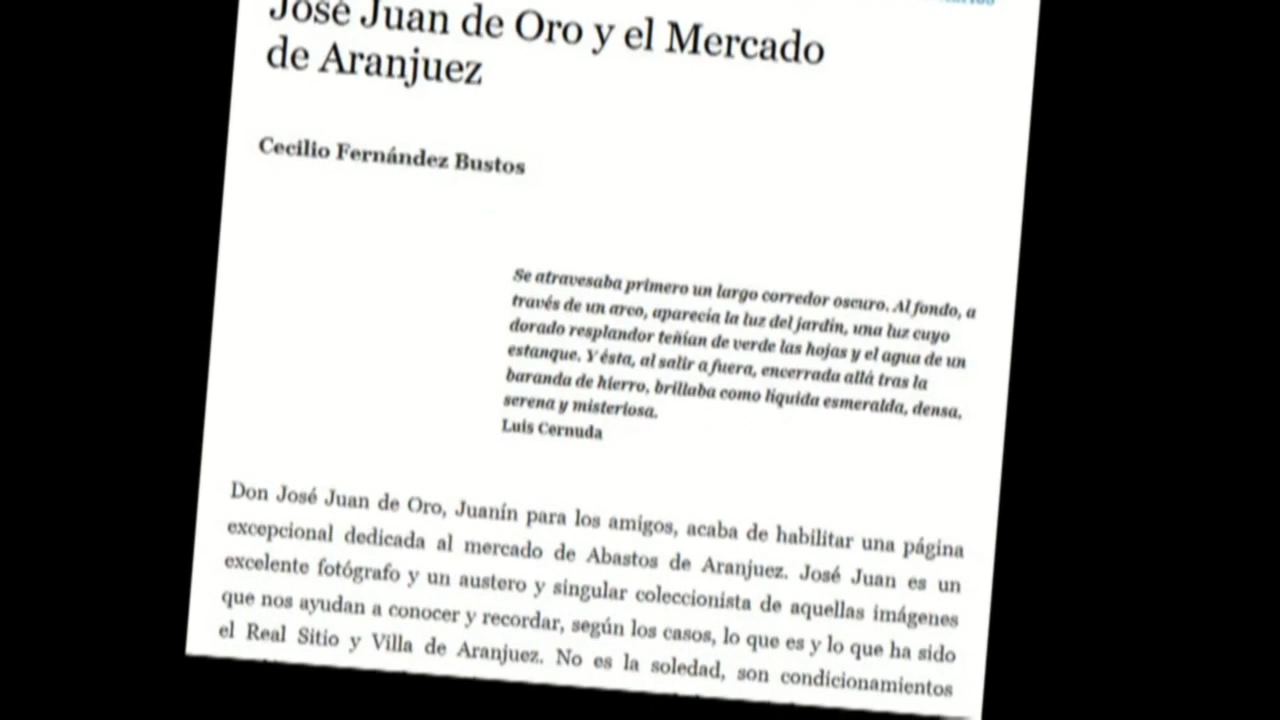 José Juan de Oro y el Mercado
de Aranjuez
Cecilio Fernández Bustos
Se atravesaba primero un largo corredor oscuro. Al fondo, a
través de un arco, aparecía la luz del jardín, una luz cuyo
dorado resplandor teñían de verde las hojas y el agua de un
estanque. Y ésta, al salir a fuera, encerrada allá tras la
baranda de hierro, brillaba como líquida esmeralda, densa,
serena y misteriosa.
Luis Cernuda
Don José Juan de Oro, Juanín para los amigos, acaba de habilitar una página
excepcional dedicada al mercado de Abastos de Aranjuez. José Juan es un
excelente fotógrafo y un austero y singular coleccionista de aquellas imágenes
que nos ayudan a conocer y recordar, según los casos, lo que es y lo que ha sido
el Real Sitio y Villa de Aranjuez. No es la soledad, son condicionamientos